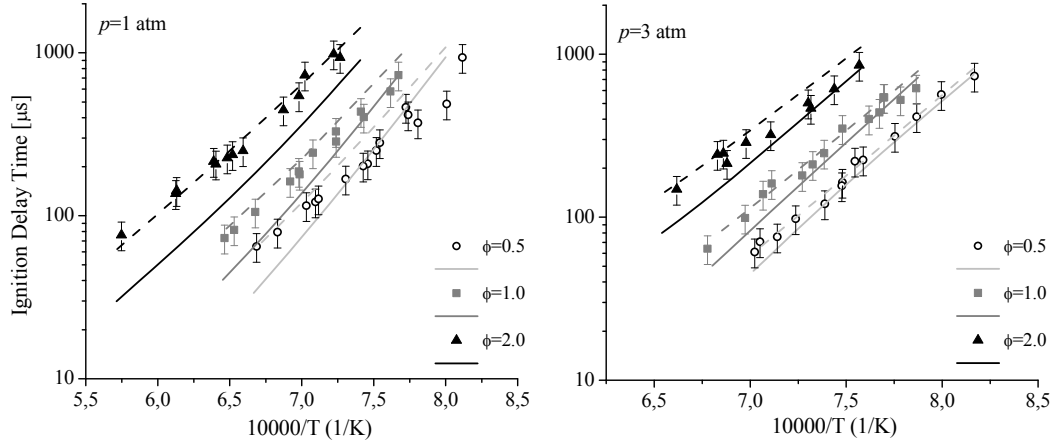 p=1 atm
Ignition Delay Time [μs]
1000
100
10
5,5 6,0 6,5 7,0 7,5 8,0 8,5
10000/T (1/K)
ϕ=0.5
ϕ=1.0
ϕ=2.0
p=3 atm
1000
100
10
6,5 7,0 7,5 8,0 8,5
10000/T (1/K)
ϕ=0.5
ϕ=1.0
ϕ=2.0